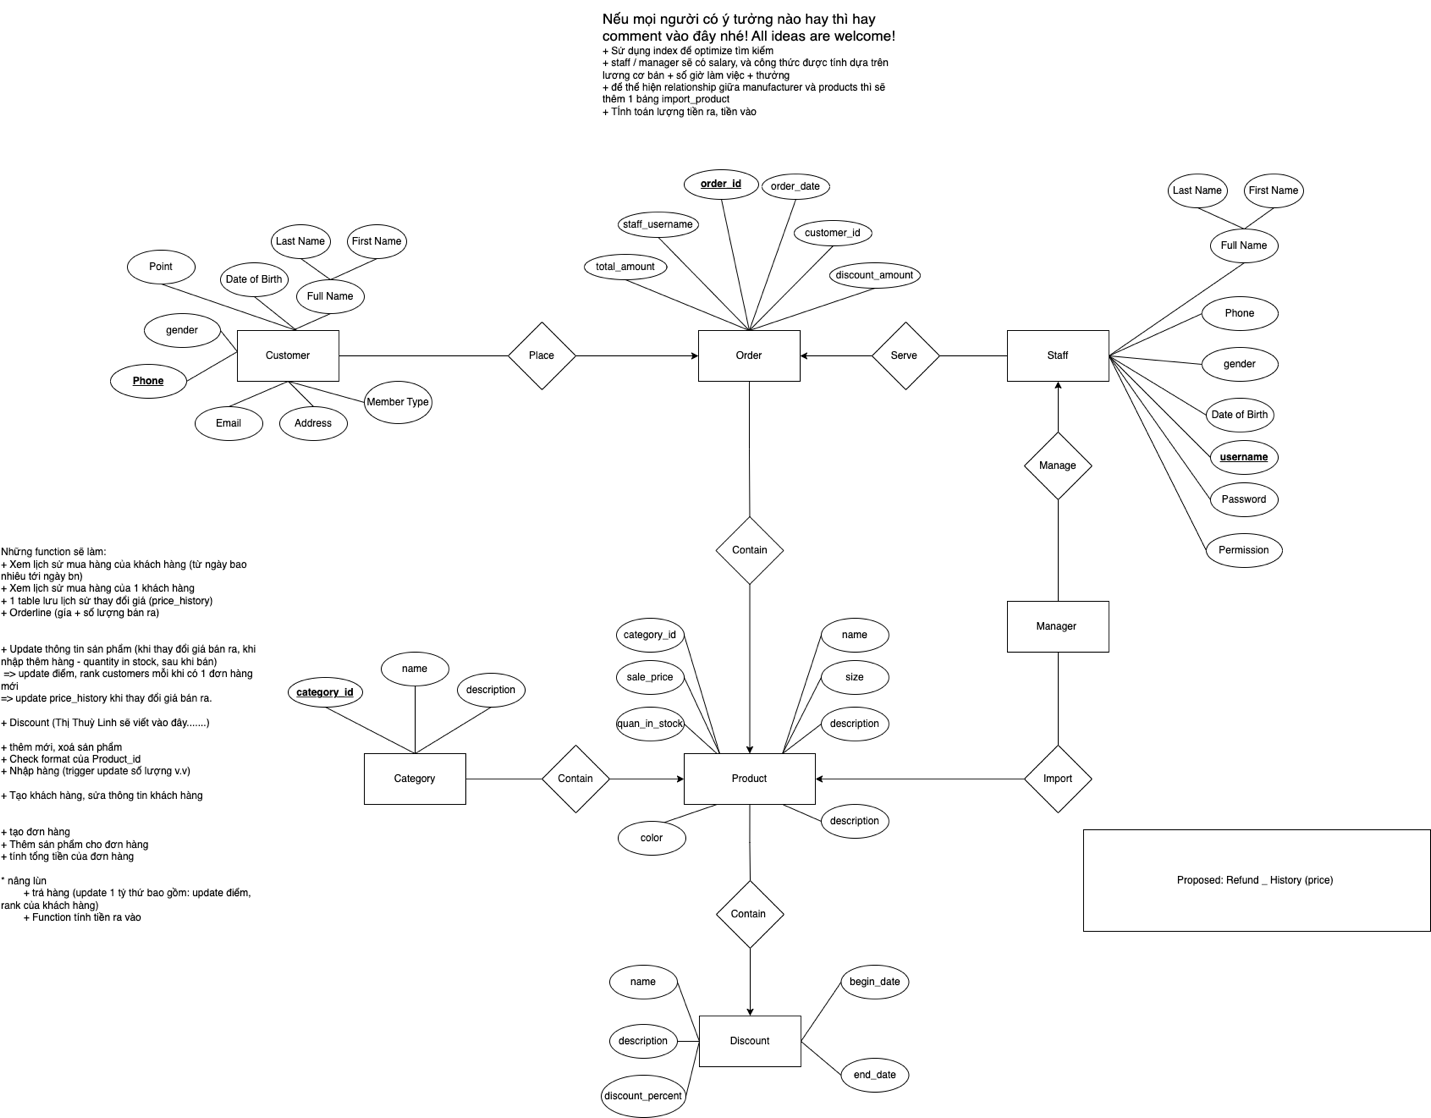 Nếu mọi người có ý tưởng nào hay thì hay
comment vào đây nhé! All ideas are welcome!
+ Sử dụng index để optimize tìm kiếm
+ staff / manager sẽ có salary, và công thức được tính dựa trên
lương cơ bản + số giờ làm việc + thưởng
+ để thể hiện relationship giữa manufacturer và products thì sẽ
thêm 1 bảng import_product
+ Tính toán lượng tiền ra, tiền vào
order_id
order_date
staff_username
customer_id
total_amount
discount_amount
Last Name
First Name
Full Name
Last Name
First Name
Point
Date of Birth
Full Name
gender
Phone
Customer
Place
Order
Serve
Staff
Phone
gender
Date of Birth
username
Password
Permission
Email
Address
Member Type
Manage
Contain
Manager
Những function sẽ làm:
+ Xem lịch sử mua hàng của khách hàng (từ ngày bao
nhiêu tới ngày bn)
+ Xem lịch sử mua hàng của 1 khách hàng
+ 1 table lưu lịch sử thay đổi giá (price_history)
+ Orderline (gía + số lượng bán ra)
+ Update thông tin sản phẩm (khi thay đổi giá bán ra, khi
nhập thêm hàng - quantity in stock, sau khi bán)
=> update điểm, rank customers mỗi khi có 1 đơn hàng
mới
=> update price_history khi thay đổi giá bán ra.
+ Discount (Thị Thuỳ Linh sẽ viết vào đây.......)
+ thêm mới, xoá sản phẩm
+ Check format của Product_id
+ Nhập hàng (trigger update số lượng v.v)
+ Tạo khách hàng, sửa thông tin khách hàng
+ tạo đơn hàng
+ Thêm sản phẩm cho đơn hàng
+ tính tổng tiền của đơn hàng
* nâng lùn
+ trả hàng (update 1 tỷ thứ bao gồm: update điểm,
rank của khách hàng)
+ Function tính tiền ra vào
category_id
name
description
Category
Contain
category_id
sale_price
quan_in_stock
name
size
description
Product
color
description
Import
Proposed: Refund _ History (price)
Contain
name
description
discount_percent
Discount
begin_date
end_date